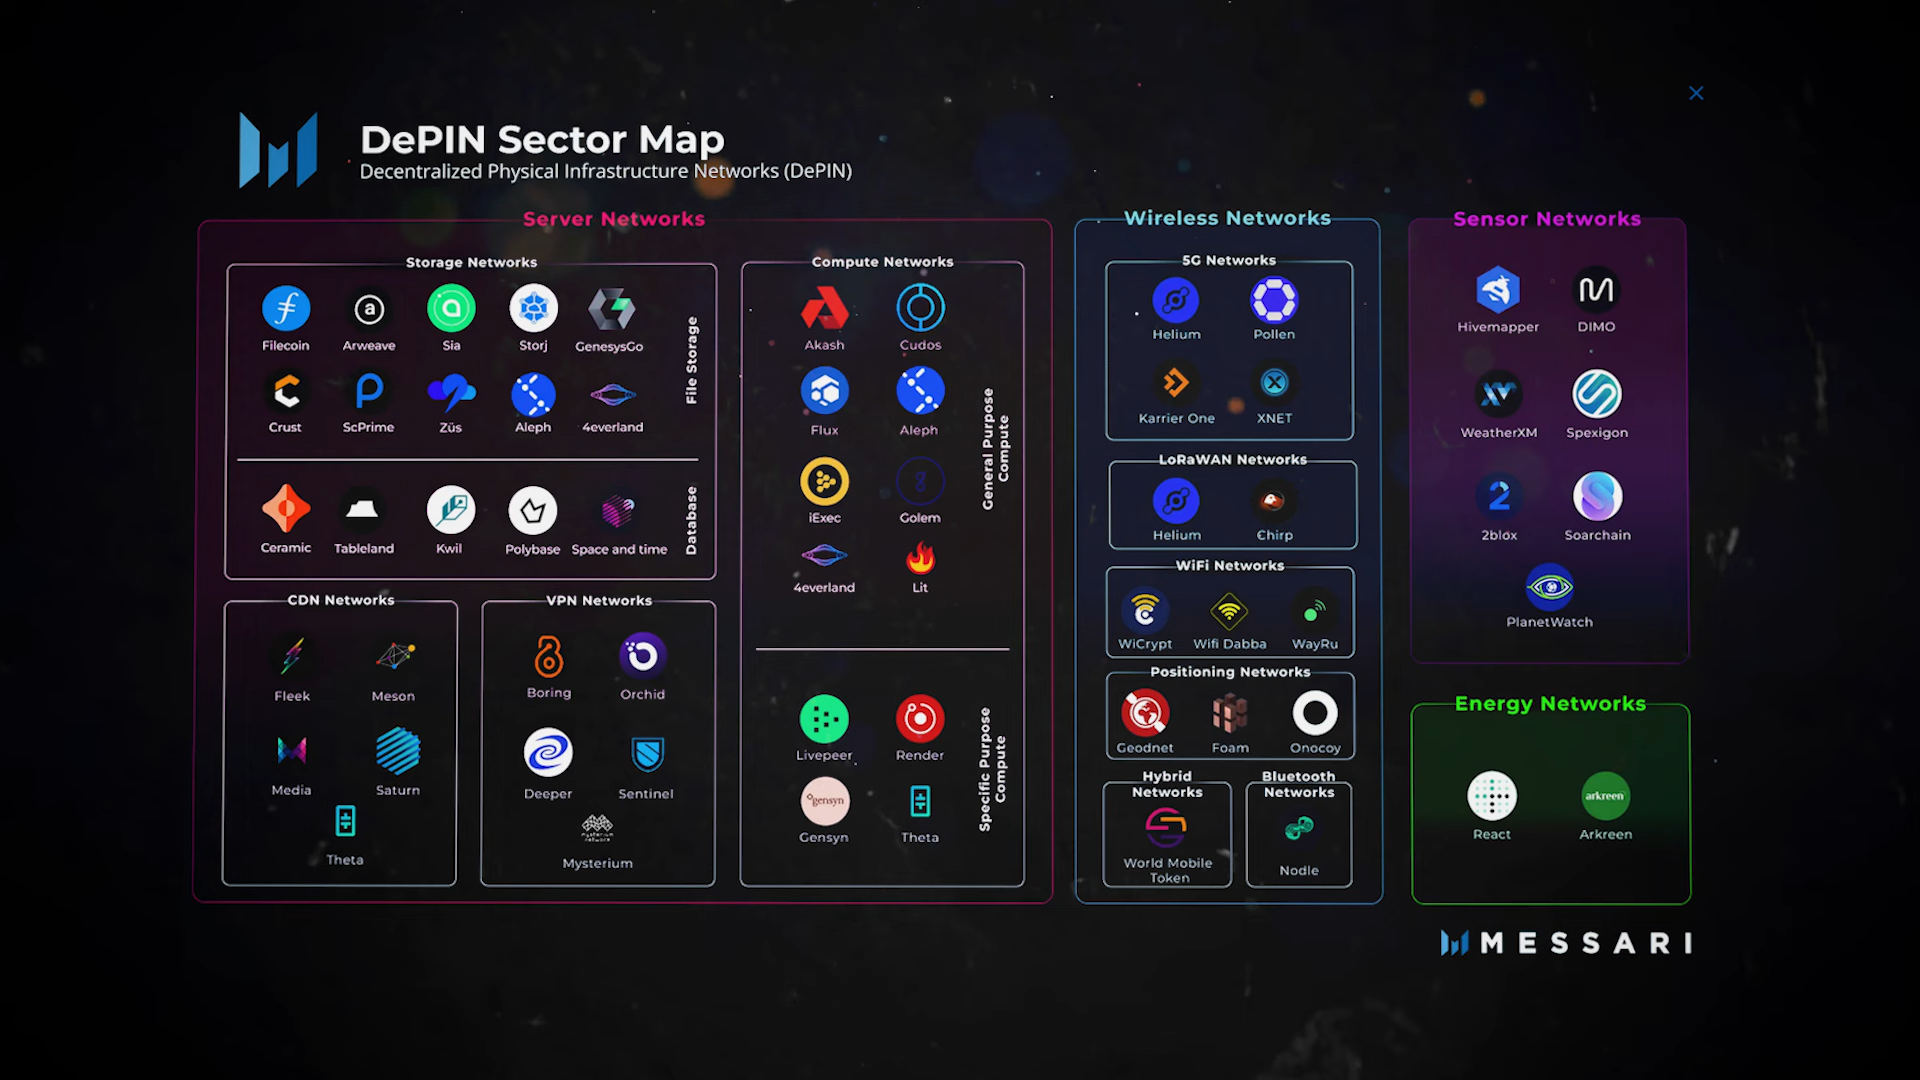 DePIN Sector Map
Decentralized Physical Infrastructure Networks (DePIN)
Server Networks
Storage Networks
Filecoin
Arweave
Sia
Storj
GenesysGo
Crust
ScPrime
Züs
Aleph
4everland
File Storage
Ceramic
Tableland
Kwil
Polybase
Space and time
Database
CDN Networks
Fleek
Meson
Media
Saturn
Theta
VPN Networks
Boring
Orchid
Deeper
Sentinel
mysterium
network
Mysterium
Compute Networks
Akash
Cudos
Flux
Aleph
iExec
Golem
4everland
Lit
General Purpose
Compute
Livepeer
Render
gensyn
Gensyn
Theta
Specific Purpose
Compute
Wireless Networks
5G Networks
Helium
Pollen
Karrier One
XNET
LoRaWAN Networks
Helium
Chirp
WiFi Networks
WiCrypt
Wifi Dabba
WayRu
Positioning Networks
Geodnet
Foam
Onocoy
Hybrid
Networks
World Mobile
Token
Bluetooth
Networks
Nodle
Sensor Networks
Hivemapper
DIMO
WeatherXM
Spexigon
2blox
Soarchain
PlanetWatch
Energy Networks
React
arkreen
Arkreen
MESSARI